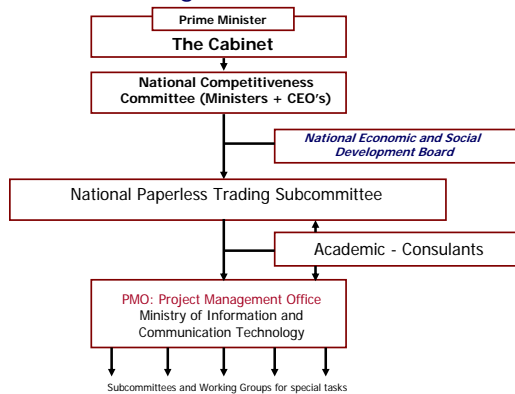 Prime Minister
The Cabinet
National Competitiveness
Committee (Ministers + CEO's)
National Economic and Social
Development Board
National Paperless Trading Subcommittee
Academic - Consulants
PMO: Project Management Office
Ministry of Information and
Communication Technology
Subcommittees and Working Groups for special tasks